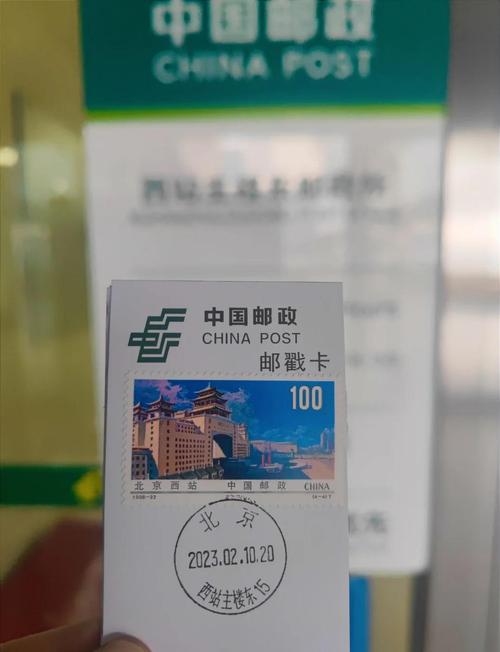 中国邮政
CHINA POST
中国邮政
CHINA POST
邮戳卡
100
北京西站 中国邮政 CHINA
北京
2023.02.10.20
西站主楼东15